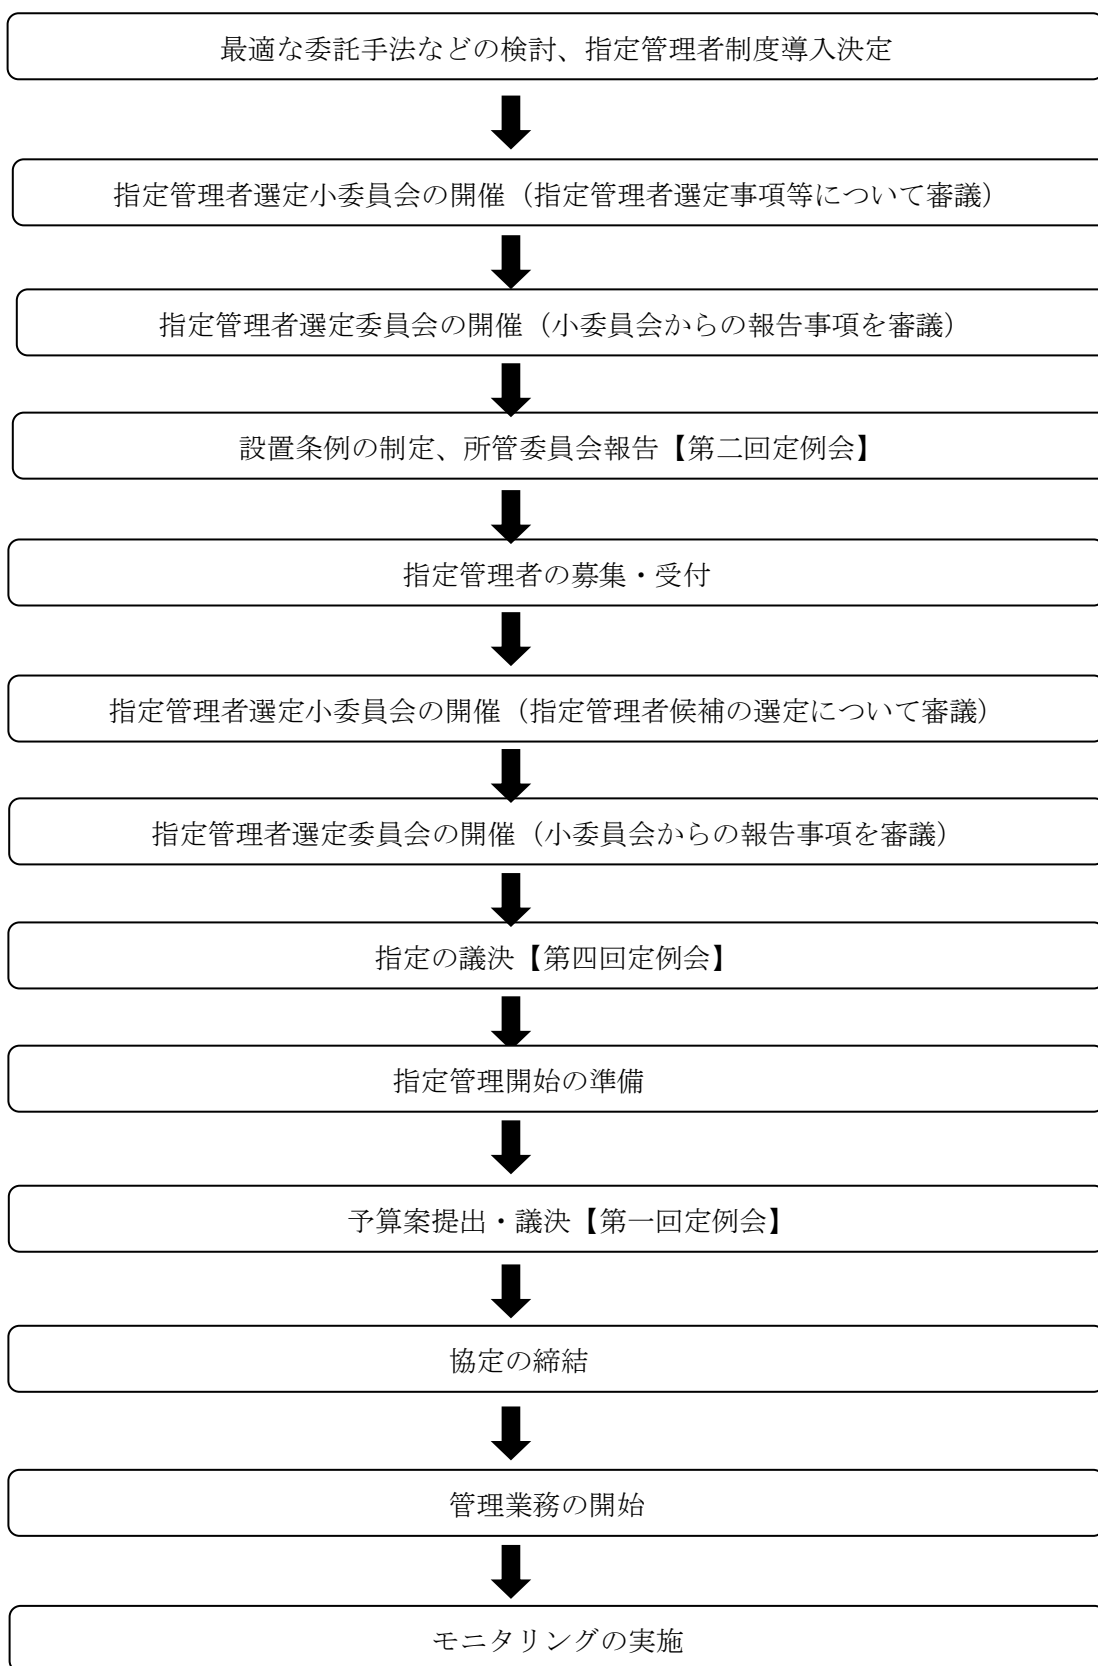 最適な委託手法などの検討、指定管理者制度導入決定
指定管理者選定小委員会の開催（指定管理者選定事項等について審議）
指定管理者選定委員会の開催（小委員会からの報告事項を審議）
設置条例の制定、所管委員会報告【第二回定例会】
指定管理者の募集・受付
指定管理者選定小委員会の開催（指定管理者候補の選定について審議）
指定管理者選定委員会の開催（小委員会からの報告事項を審議）
指定の議決【第四回定例会】
指定管理開始の準備
予算案提出・議決【第一回定例会】
協定の締結
管理業務の開始
モニタリングの実施